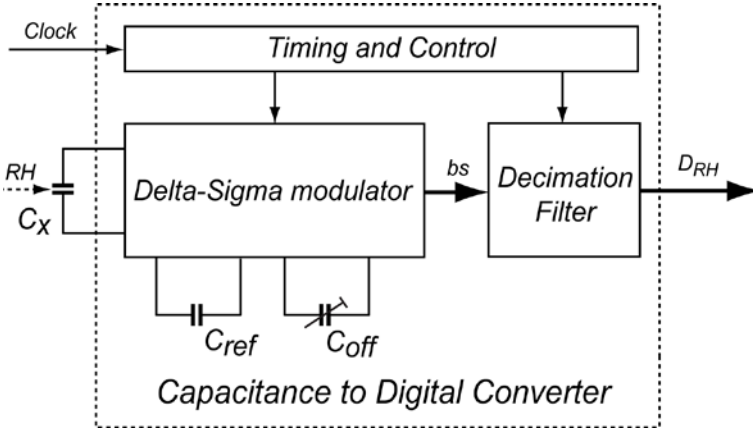 Clock
Timing and Control
RH
C_X
Delta-Sigma modulator
bs
Decimation
Filter
D_RH
C_ref
C_off
Capacitance to Digital Converter